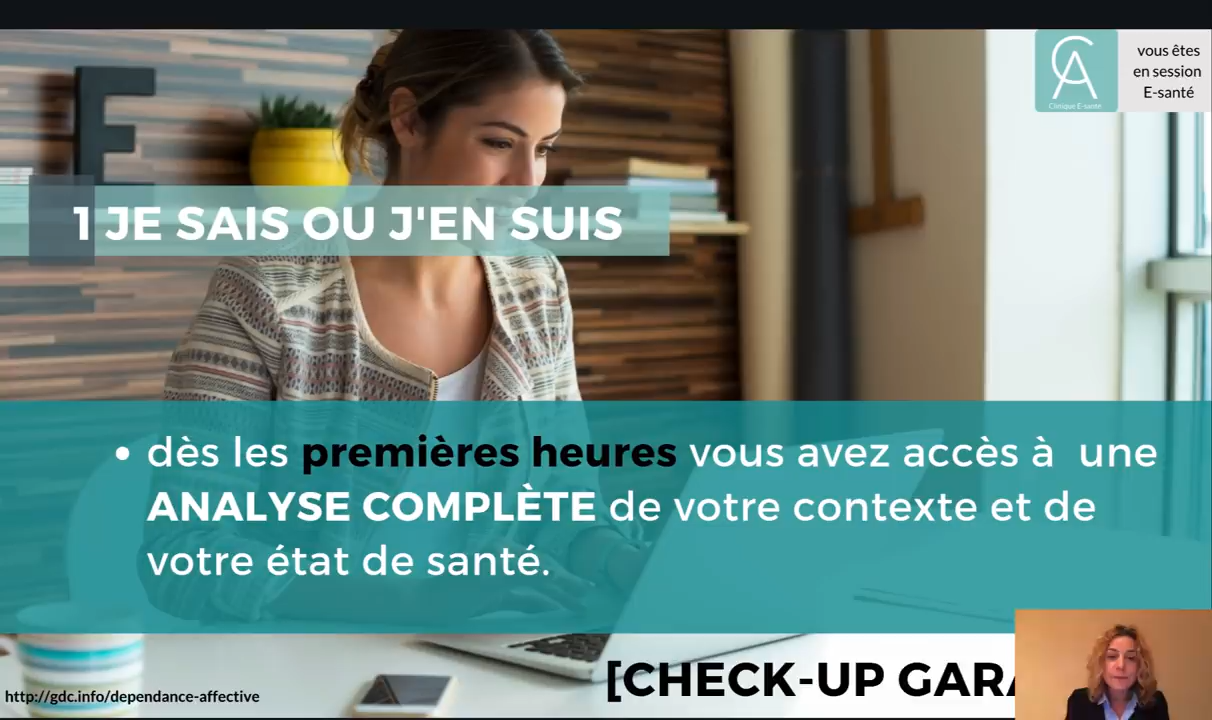 E
CA
Clinique E-santé
vous êtes
en session
E-santé
1 JE SAIS OU J'EN SUIS
dès les premières heures vous avez accès à une
ANALYSE COMPLÈTE de votre contexte et de
votre état de santé.
[CHECK-UP GARA
http://gdc.info/dependance-affective